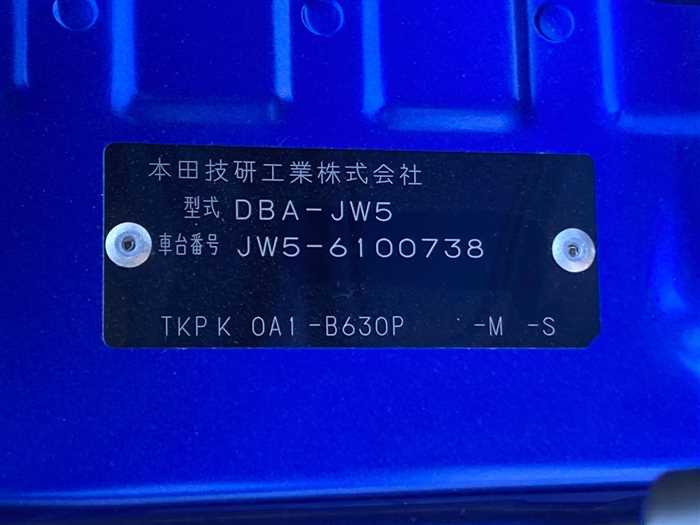 本田技研工業株式会社
型式 DBA-JW5
車台番号 JW5-6100738
TKPK 0A1-B630P -M -S